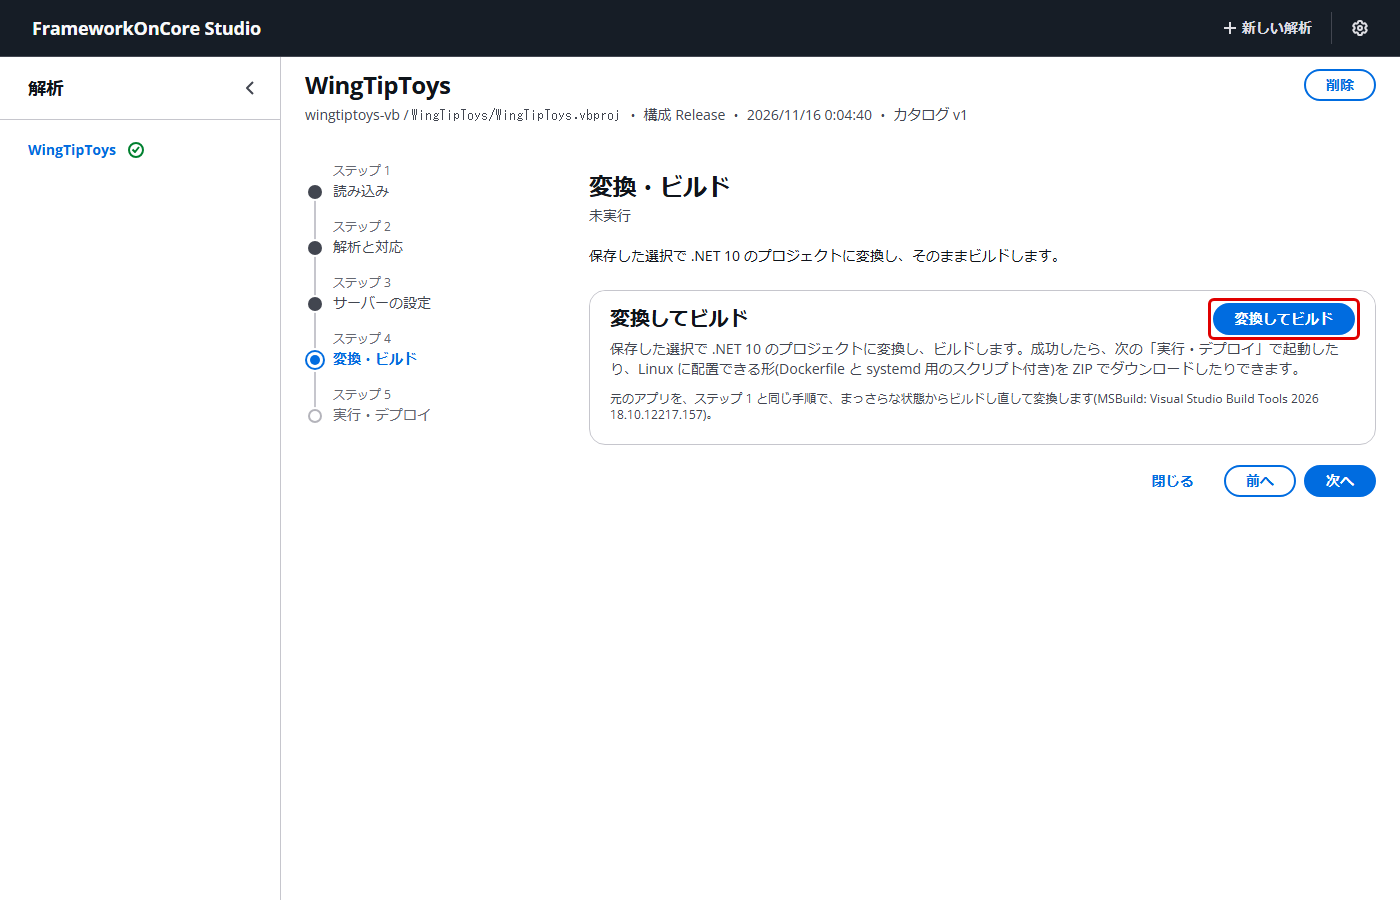 FrameworkOnCore Studio
新しい解析
解析
WingTipToys
WingTipToys
削除
wingtiptoys-vb / WingTipToys/WingTipToys.vbproj ・ 構成 Release ・ 2026/11/16 0:04:40 ・ カタログ v1
ステップ 1
読み込み
ステップ 2
解析と対応
ステップ 3
サーバーの設定
ステップ 4
変換・ビルド
ステップ 5
実行・デプロイ
変換・ビルド
未実行
保存した選択で .NET 10 のプロジェクトに変換し、そのままビルドします。
変換してビルド
変換してビルド
保存した選択で .NET 10 のプロジェクトに変換し、ビルドします。成功したら、次の「実行・デプロイ」で起動した
り、Linux に配置できる形(Dockerfile と systemd 用のスクリプト付き)を ZIP でダウンロードしたりできます。
元のアプリを、ステップ 1 と同じ手順で、まっさらな状態からビルドし直して変換します(MSBuild: Visual Studio Build Tools 2026
18.10.12217.157)。
閉じる
前へ
次へ